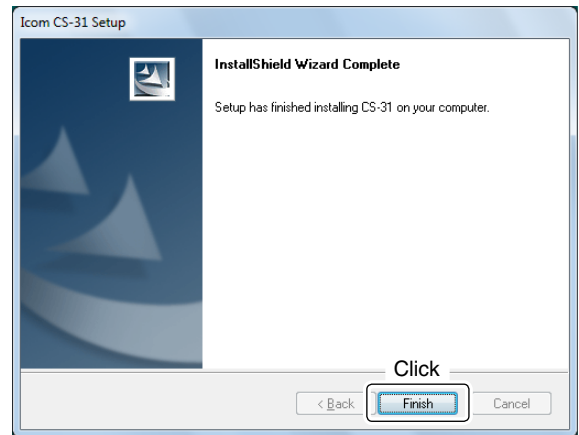 Icom CS-31 Setup
InstallShield Wizard Complete
Setup has finished installing CS-31 on your computer.
Click
< Back
Finish
Cancel